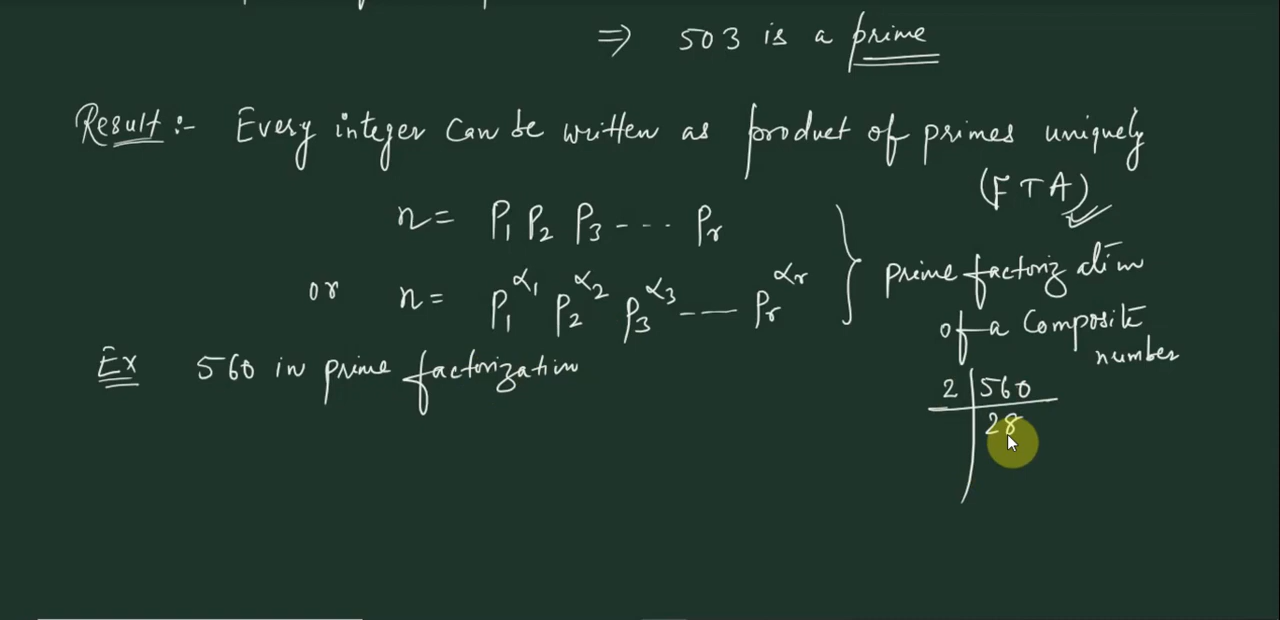 ⇒ 503 is a prime
Result :- Every integer can be written as product of primes uniquely
(FTA)
n = P₁ P₂ P₃ --- Pᵣ
or n = P₁^α₁ P₂^α₂ P₃^α₃ --- Pᵣ^αᵣ
prime factorization
of a composite
number
Ex 560 in prime factorization
2 | 560
28